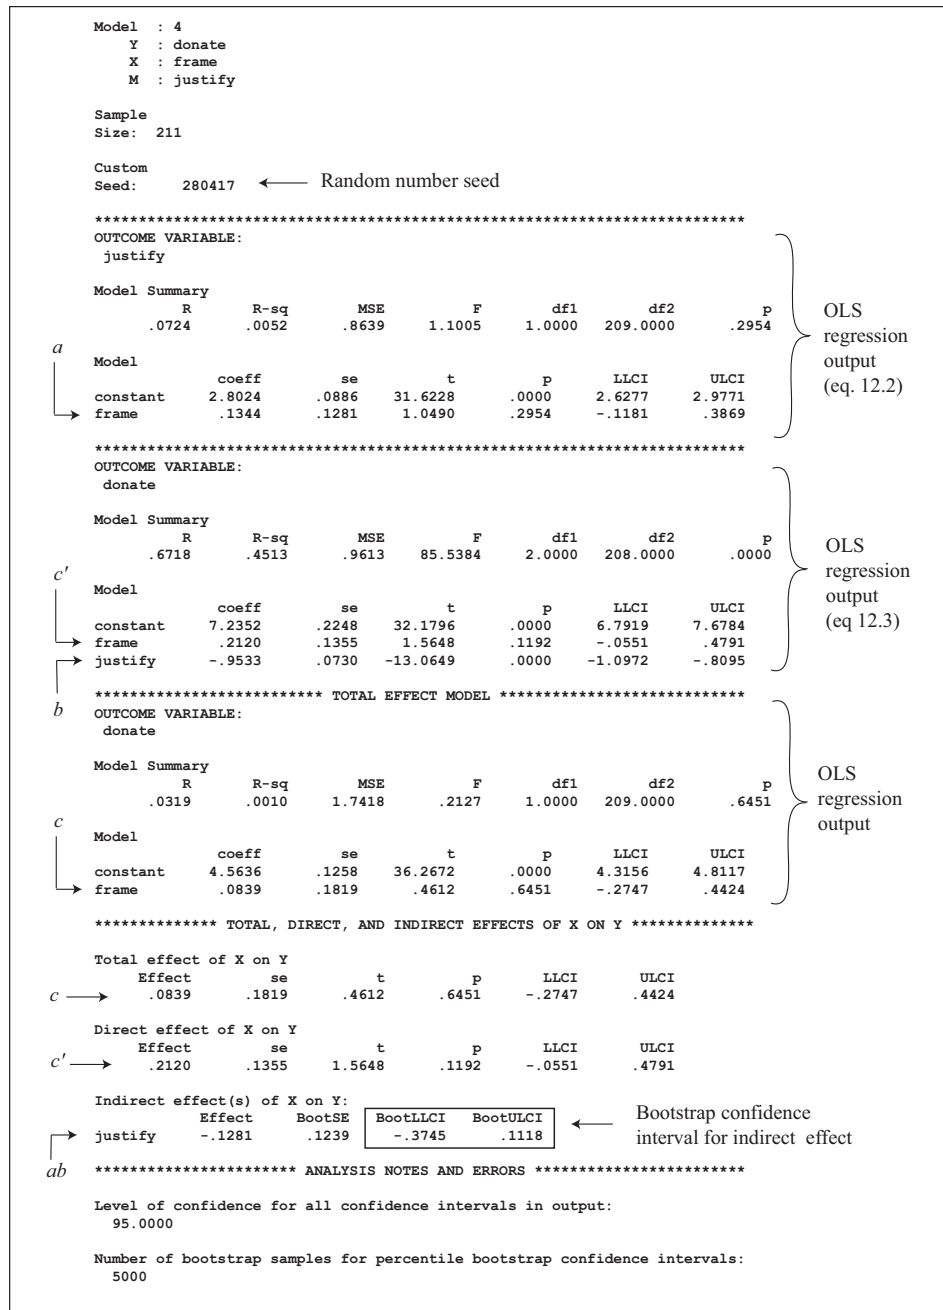 Model : 4
Y : donate
X : frame
M : justify
Sample
Size: 211
Custom
Seed: 280417 Random number seed
**************************************************************************
OUTCOME VARIABLE:
justify
Model Summary
R R-sq MSE F df1 df2 p
.0724 .0052 .8639 1.1005 1.0000 209.0000 .2954
OLS
regression
output
(eq. 12.2)
a
Model
coeff se t p LLCI ULCI
constant 2.8024 .0886 31.6228 .0000 2.6277 2.9771
frame .1344 .1281 1.0490 .2954 -.1181 .3869
**************************************************************************
OUTCOME VARIABLE:
donate
Model Summary
R R-sq MSE F df1 df2 p
.6718 .4513 .9613 85.5384 2.0000 208.0000 .0000
OLS
regression
output
(eq 12.3)
c′
Model
coeff se t p LLCI ULCI
constant 7.2352 .2248 32.1796 .0000 6.7919 7.6784
frame .2120 .1355 1.5648 .1192 -.0551 .4791
justify -.9533 .0730 -13.0649 .0000 -1.0972 -.8095
b
************************** TOTAL EFFECT MODEL ****************************
OUTCOME VARIABLE:
donate
Model Summary
R R-sq MSE F df1 df2 p
.0319 .0010 1.7418 .2127 1.0000 209.0000 .6451
OLS
regression
output
c
Model
coeff se t p LLCI ULCI
constant 4.5636 .1258 36.2672 .0000 4.3156 4.8117
frame .0839 .1819 .4612 .6451 -.2747 .4424
************** TOTAL, DIRECT, AND INDIRECT EFFECTS OF X ON Y **************
Total effect of X on Y
Effect se t p LLCI ULCI
c .0839 .1819 .4612 .6451 -.2747 .4424
Direct effect of X on Y
Effect se t p LLCI ULCI
c′ .2120 .1355 1.5648 .1192 -.0551 .4791
Indirect effect(s) of X on Y:
Effect BootSE BootLLCI BootULCI
justify -.1281 .1239 -.3745 .1118
Bootstrap confidence
interval for indirect effect
ab
*********************** ANALYSIS NOTES AND ERRORS ************************
Level of confidence for all confidence intervals in output:
95.0000
Number of bootstrap samples for percentile bootstrap confidence intervals:
5000